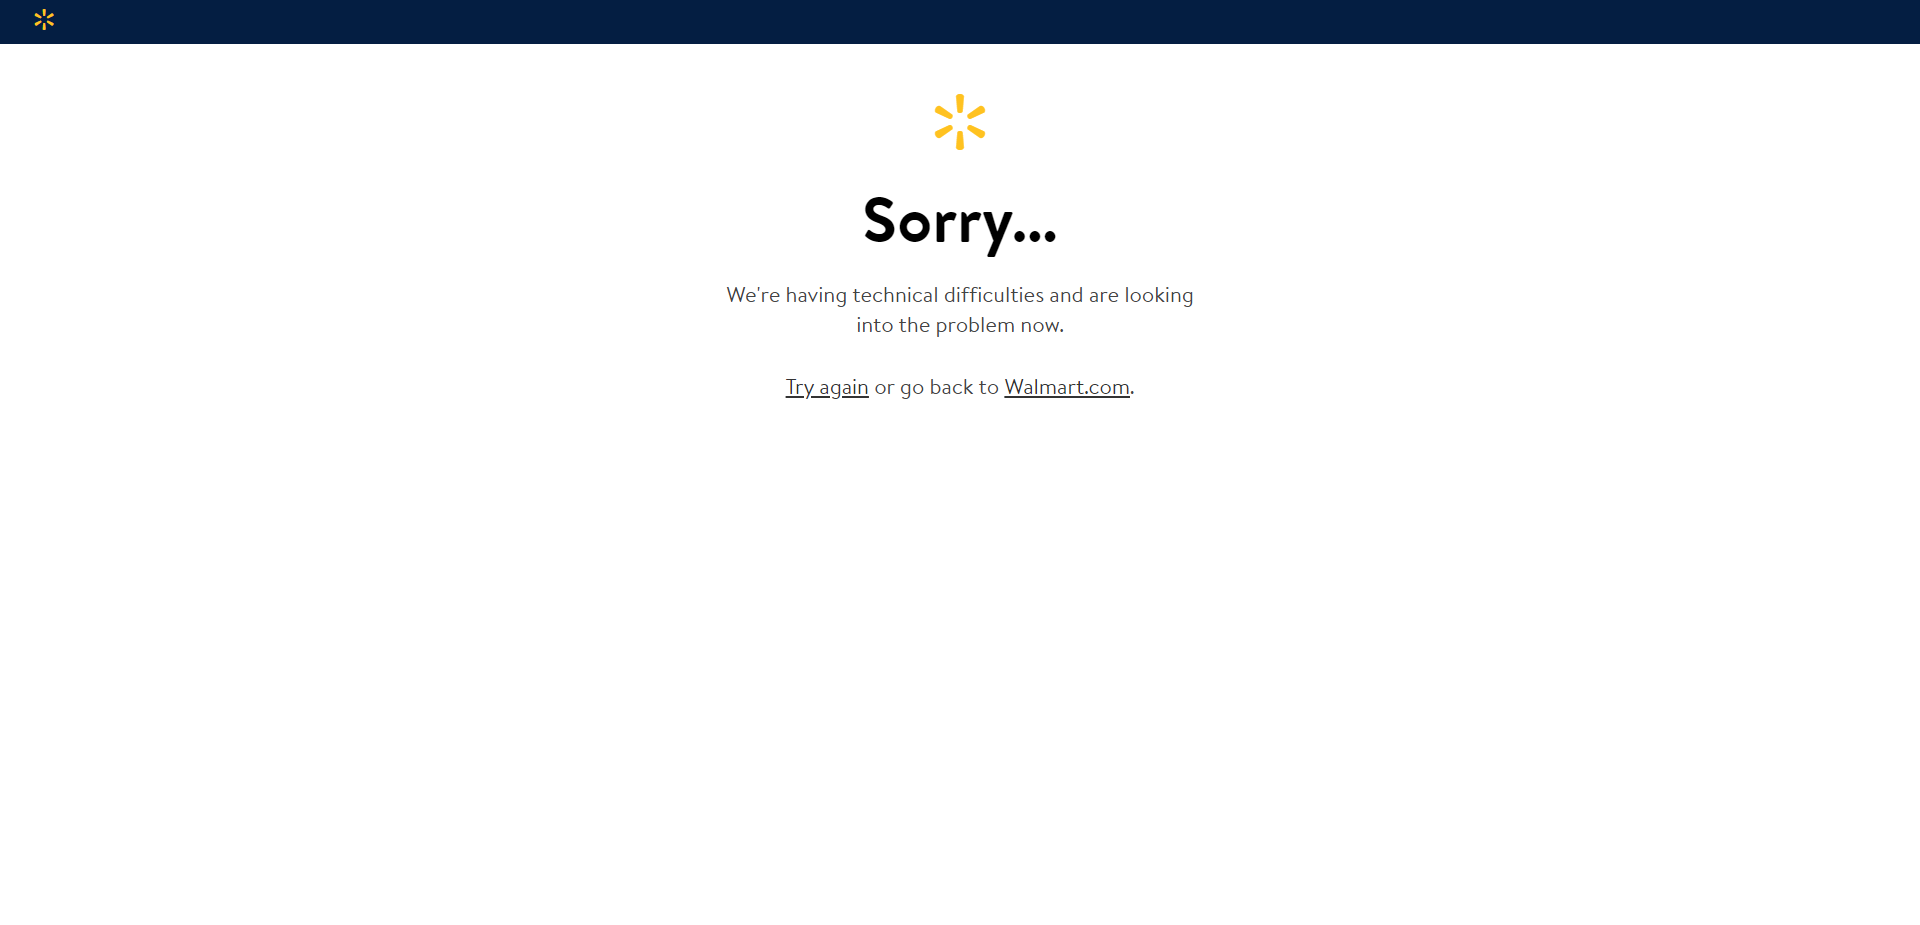 Sorry...
We're having technical difficulties and are looking
into the problem now.
Try again or go back to Walmart.com.